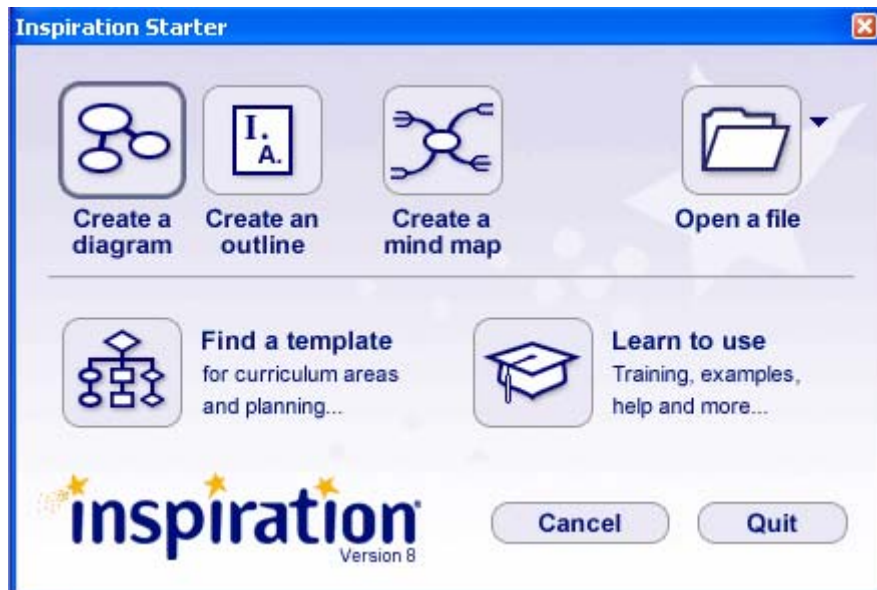 Inspiration Starter
I.
A.
Create a
diagram
Create an
outline
Create a
mind map
Open a file
Find a template
for curriculum areas
and planning...
Learn to use
Training, examples,
help and more...
inspiration
Version 8
Cancel
Quit